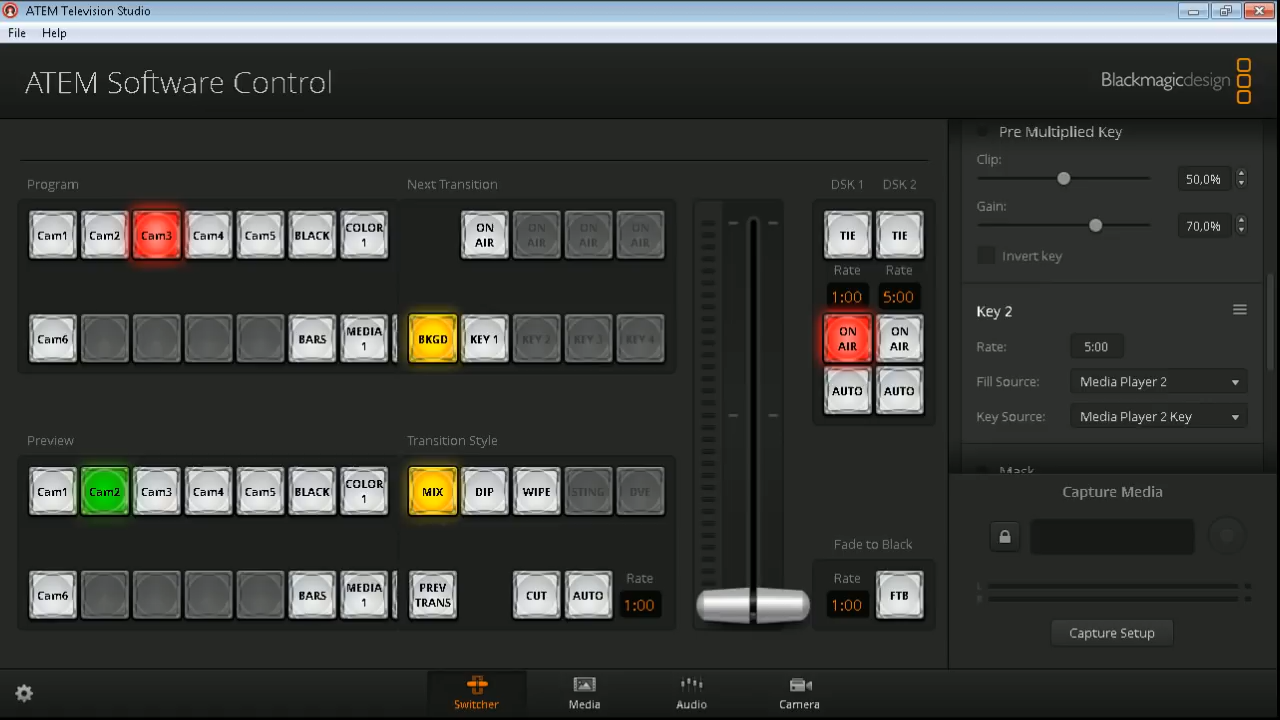 ATEM Television Studio
File Help
ATEM Software Control
Blackmagicdesign
Program
Cam1 Cam2 Cam3 Cam4 Cam5 BLACK COLOR 1
Cam6 BARS MEDIA 1
Next Transition
ON AIR ON AIR ON AIR ON AIR
BKGD KEY 1 KEY 2 KEY 3 KEY 4
Preview
Cam1 Cam2 Cam3 Cam4 Cam5 BLACK COLOR 1
Cam6 BARS MEDIA 1
Transition Style
MIX DIP WIPE STING DVE
PREV TRANS CUT AUTO Rate 1:00
DSK 1 DSK 2
TIE TIE
Rate Rate
1:00 5:00
ON AIR ON AIR
AUTO AUTO
Fade to Black
Rate
1:00 FTB
Pre Multiplied Key
Clip:
50,0%
Gain:
70,0%
Invert key
Key 2
Rate: 5:00
Fill Source: Media Player 2
Key Source: Media Player 2 Key
Mask
Capture Media
Capture Setup
Switcher Media Audio Camera